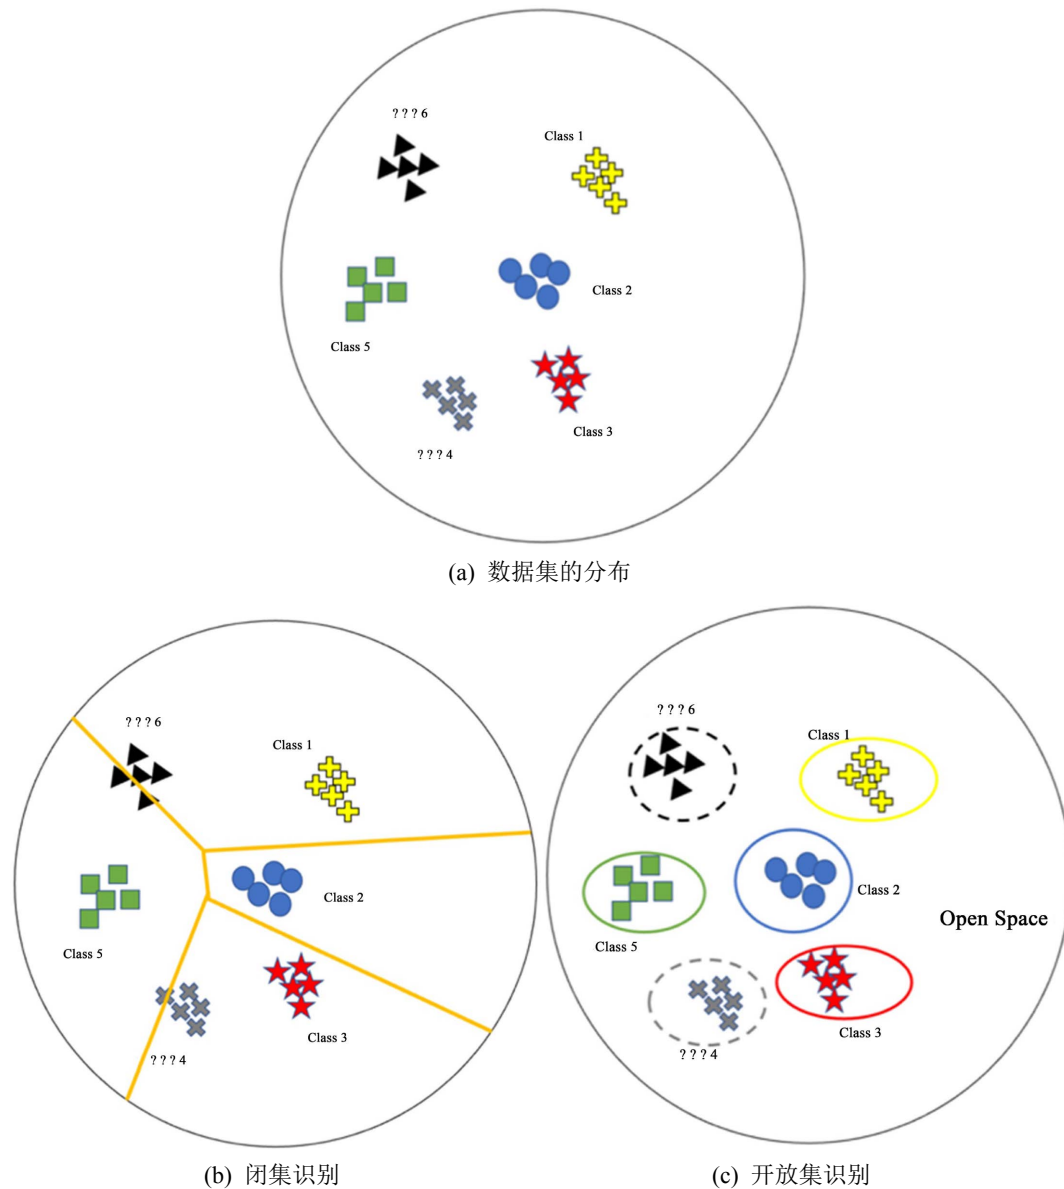 ? ? ? 6
Class 1
Class 2
Class 5
Class 3
? ? ? 4
(a) 数据集的分布
? ? ? 6
Class 1
Class 2
Class 5
Class 3
? ? ? 4
(b) 闭集识别
? ? ? 6
Class 1
Class 2
Open Space
Class 5
Class 3
? ? ? 4
(c) 开放集识别